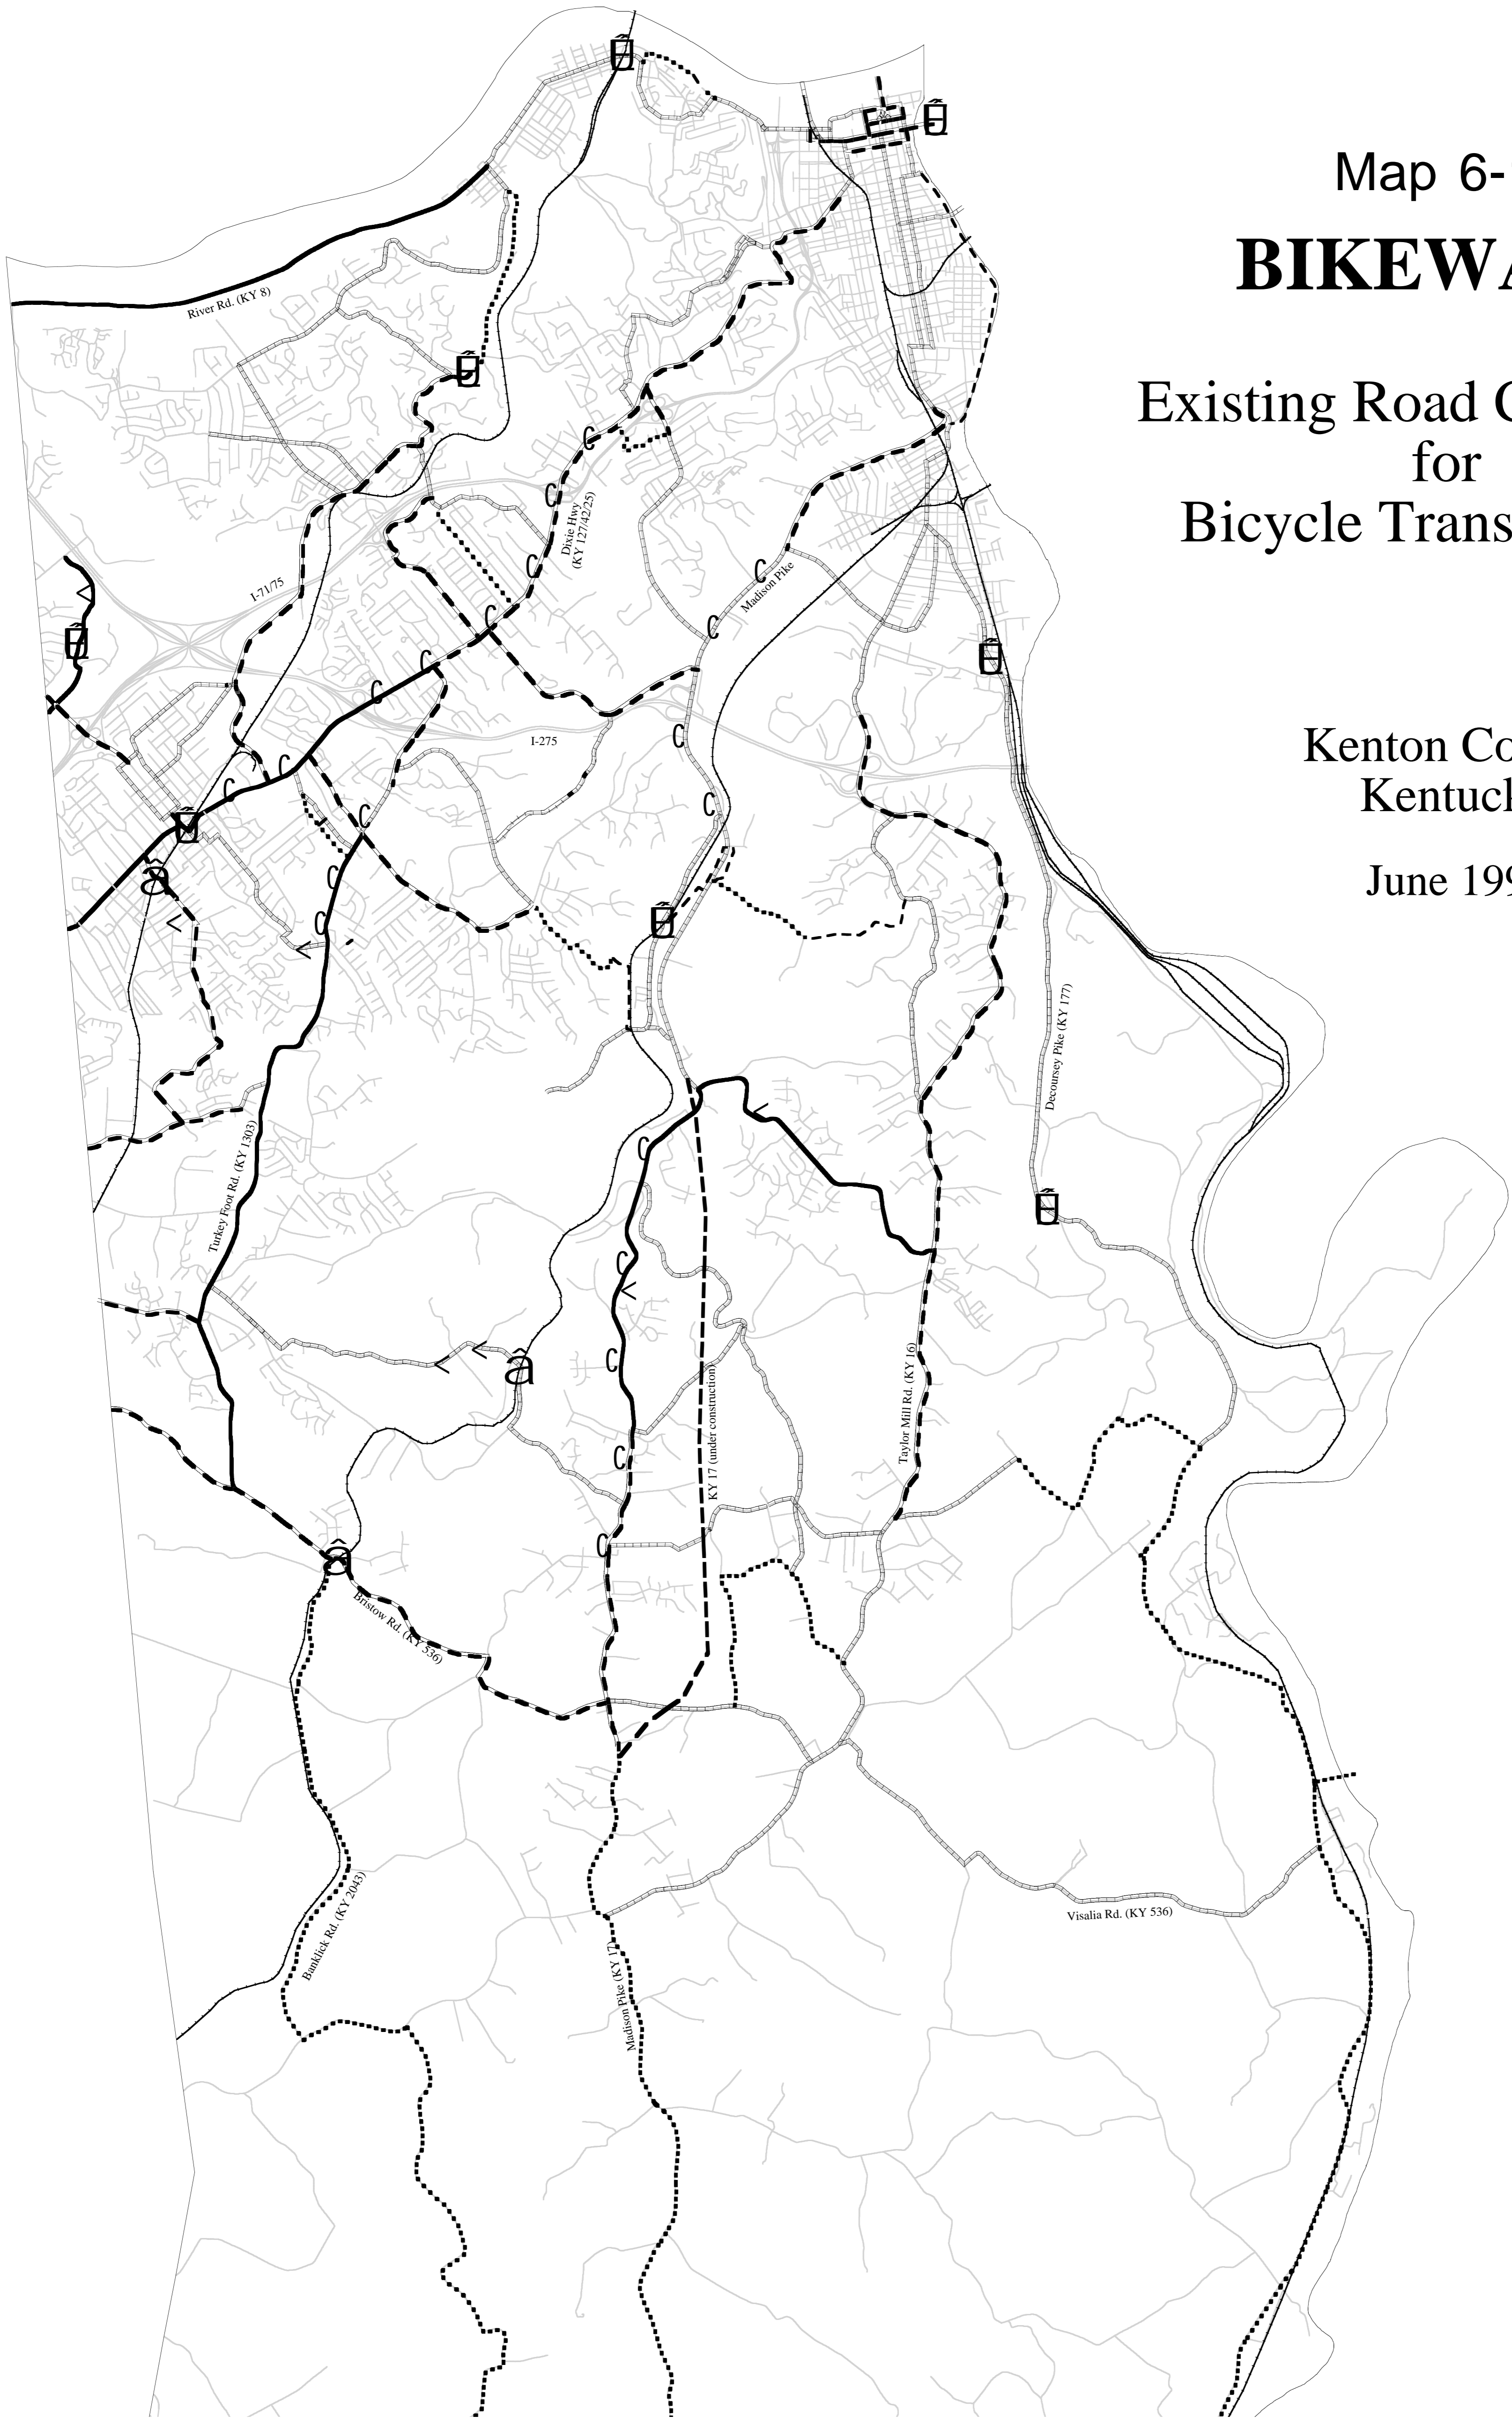 Map 6-
BIKEWA
Existing Road C
for
Bicycle Trans
Kenton Co
Kentuck
June 199
River Rd. (KY 8)
Dixie Hwy
(KY 127/42/25)
I-71/75
Madison Pike
I-275
Decoursey Pike (KY 177)
Turkey Foot Rd. (KY 1303)
KY 17 (under construction)
Taylor Mill Rd. (KY 16)
Bristow Rd. (KY 536)
Banklick Rd. (KY 2043)
Madison Pike (KY 17)
Visalia Rd. (KY 536)